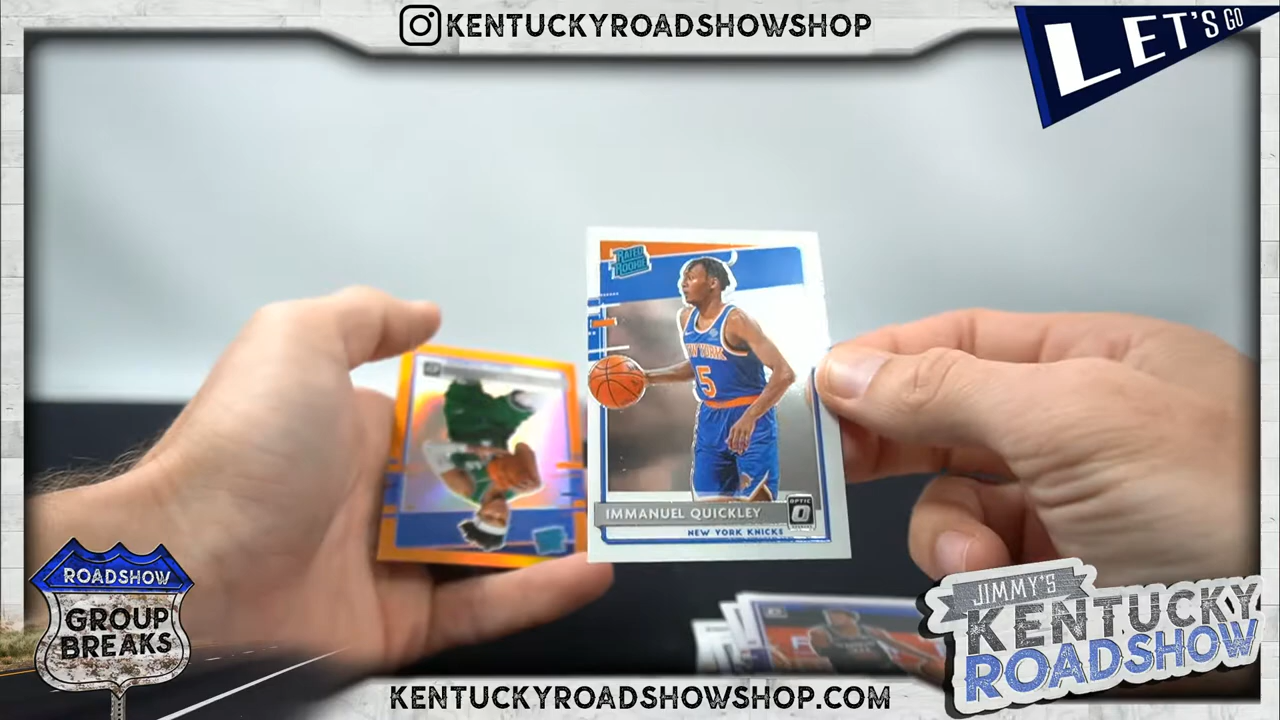 KENTUCKYROADSHOWSHOP
LET'S GO
RATED
ROOKIE
NEW YORK
5
IMMANUEL QUICKLEY
OPTIC
NEW YORK KNICKS
ROADSHOW
GROUP
BREAKS
JIMMY'S
KENTUCKY
ROADSHOW
KENTUCKYROADSHOWSHOP.COM